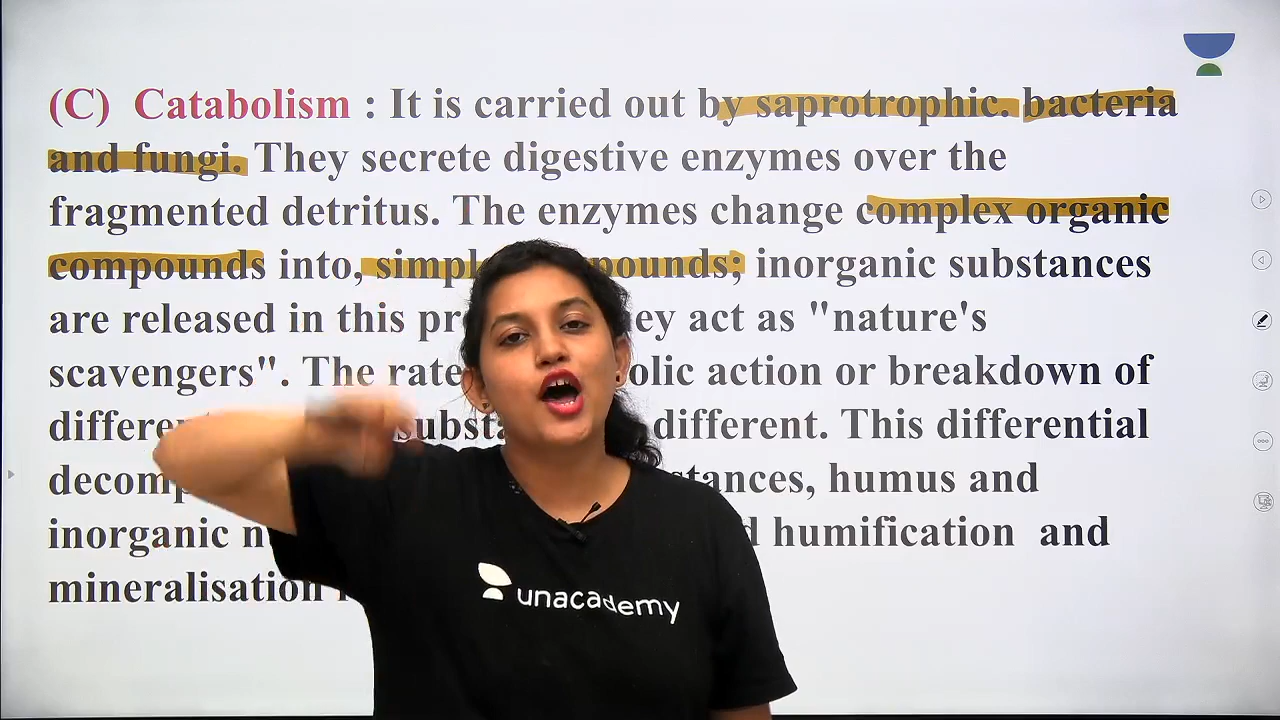 (C) Catabolism : It is carried out by saprotrophic. bacteria
and fungi. They secrete digestive enzymes over the
fragmented detritus. The enzymes change complex organic
compounds into, simpl pounds; inorganic substances
are released in this pr ey act as "nature's
scavengers". The rate olic action or breakdown of
differen substa different. This differential
decomp stances, humus and
inorganic n d humification and
mineralisation
unacademy